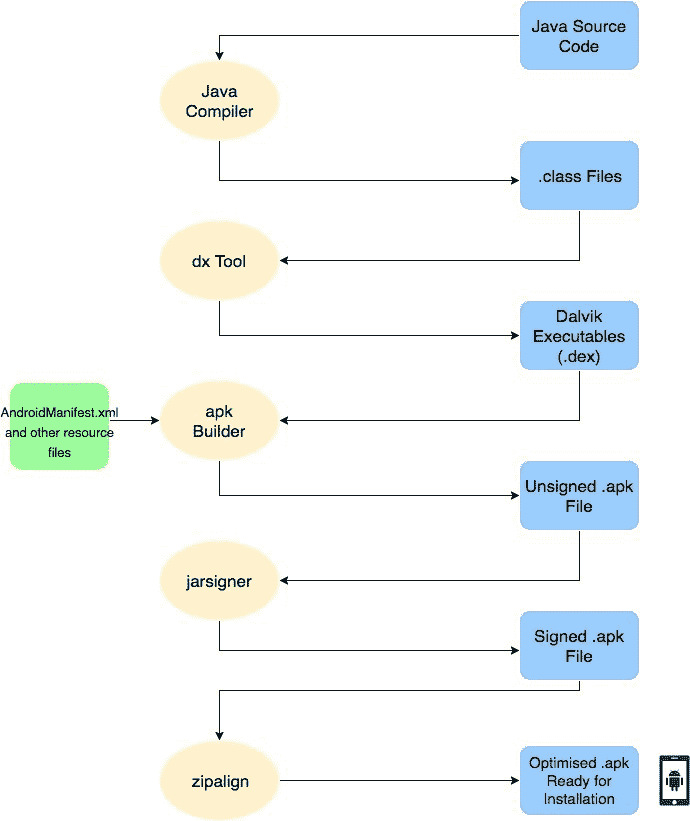 Java Source
Code
Java
Compiler
.class Files
dx Tool
Dalvik
Executables
(.dex)
AndroidManifest.xml
and other resource
files
apk
Builder
Unsigned .apk
File
jarsigner
Signed .apk
File
zipalign
Optimised .apk
Ready for
Installation